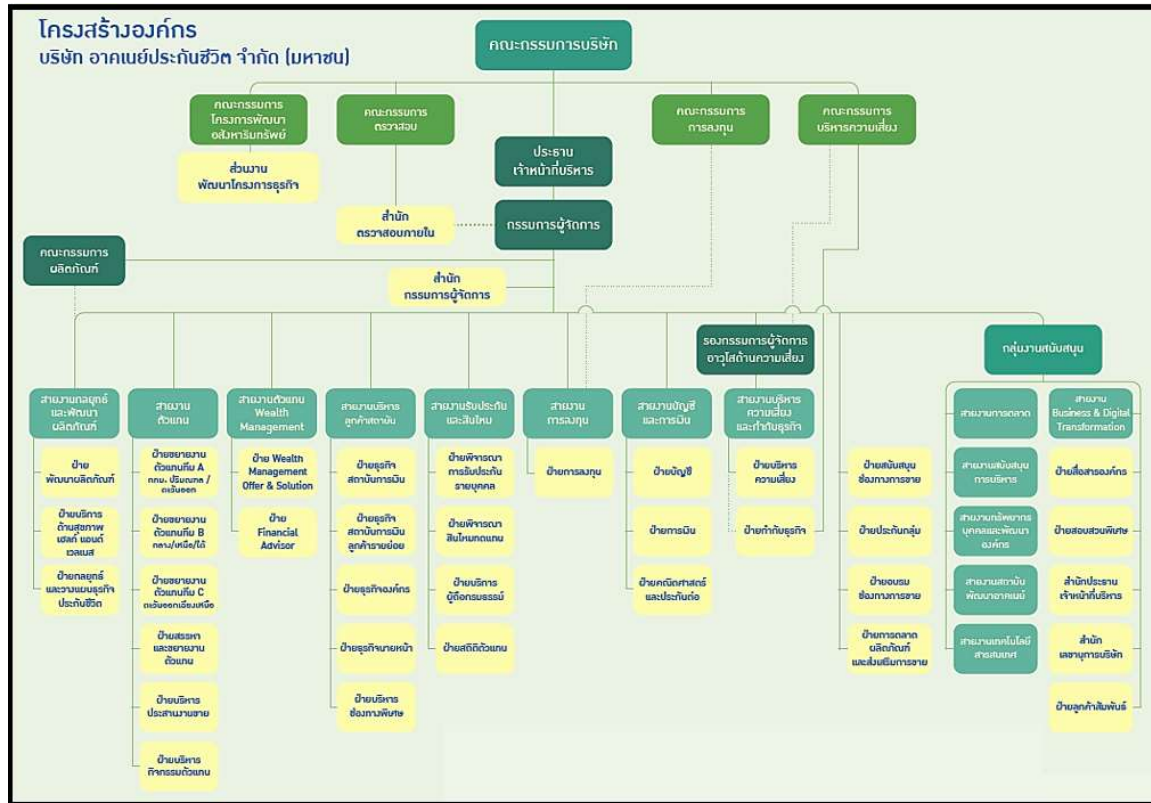 โครงสร้างองค์กร
บริษัท อาคเนย์ประกันชีวิต จำกัด (มหาชน)
คณะกรรมการบริษัท
คณะกรรมการ
โครงการพัฒนา
อสังหาริมทรัพย์
คณะกรรมการ
ตรวจสอบ
คณะกรรมการ
การลงทุน
คณะกรรมการ
บริหารความเสี่ยง
ส่วนงาน
พัฒนาโครงการธุรกิจ
ประธาน
เจ้าหน้าที่บริหาร
สำนัก
ตรวจสอบภายใน
กรรมการผู้จัดการ
คณะกรรมการ
ผลิตภัณฑ์
สำนัก
กรรมการผู้จัดการ
รองกรรมการผู้จัดการ
อาวุโสด้านความเสี่ยง
กลุ่มงานสนับสนุน
สายงานกลยุทธ์
และพัฒนา
ผลิตภัณฑ์
ฝ่าย
พัฒนาผลิตภัณฑ์
ฝ่ายบริการ
ด้านสุขภาพ
เฮลท์ แอนด์
เวลเนส
ฝ่ายกลยุทธ์
และวางแผนธุรกิจ
ประกันชีวิต
สายงาน
ตัวแทน
ฝ่ายขยายงาน
ตัวแทนทีม A
กทม. ปริมณฑล /
ตะวันออก
ฝ่ายขยายงาน
ตัวแทนทีม B
กลาง/เหนือ/ใต้
ฝ่ายขยายงาน
ตัวแทนทีม C
ตะวันออกเฉียงเหนือ
ฝ่ายสรรหา
และขยายงาน
ตัวแทน
ฝ่ายบริหาร
ประสานงานขาย
ฝ่ายบริหาร
กิจกรรมตัวแทน
สายงานตัวแทน
Wealth
Management
ฝ่าย Wealth
Management
Offer & Solution
ฝ่าย
Financial
Advisor
สายงานบริหาร
ลูกค้าสถาบัน
ฝ่ายธุรกิจ
สถาบันการเงิน
ฝ่ายธุรกิจ
สถาบันการเงิน
ลูกค้ารายย่อย
ฝ่ายธุรกิจองค์กร
ฝ่ายธุรกิจนายหน้า
ฝ่ายบริหาร
ช่องทางพิเศษ
สายงานรับประกัน
และสินไหม
ฝ่ายพิจารณา
การรับประกัน
รายบุคคล
ฝ่ายพิจารณา
สินไหมทดแทน
ฝ่ายบริการ
ผู้ถือกรมธรรม์
ฝ่ายสถิติตัวแทน
สายงาน
การลงทุน
ฝ่ายการลงทุน
สายงานบัญชี
และการเงิน
ฝ่ายบัญชี
ฝ่ายการเงิน
ฝ่ายคณิตศาสตร์
และประกันต่อ
สายงานบริหาร
ความเสี่ยง
และกำกับธุรกิจ
ฝ่ายบริหาร
ความเสี่ยง
ฝ่ายกำกับธุรกิจ
ฝ่ายสนับสนุน
ช่องทางการขาย
ฝ่ายประกันกลุ่ม
ฝ่ายอบรม
ช่องทางการขาย
ฝ่ายการตลาด
ผลิตภัณฑ์
และส่งเสริมการขาย
สายงานการตลาด
สายงานสนับสนุน
การบริหาร
สายงานทรัพยากร
บุคคลและพัฒนา
องค์กร
สายงานสถาบัน
พัฒนาอาคเนย์
สายงานเทคโนโลยี
สารสนเทศ
สายงาน
Business & Digital
Transformation
ฝ่ายสื่อสารองค์กร
ฝ่ายสอบสวนพิเศษ
สำนักประธาน
เจ้าหน้าที่บริหาร
สำนัก
เลขานุการบริษัท
ฝ่ายลูกค้าสัมพันธ์